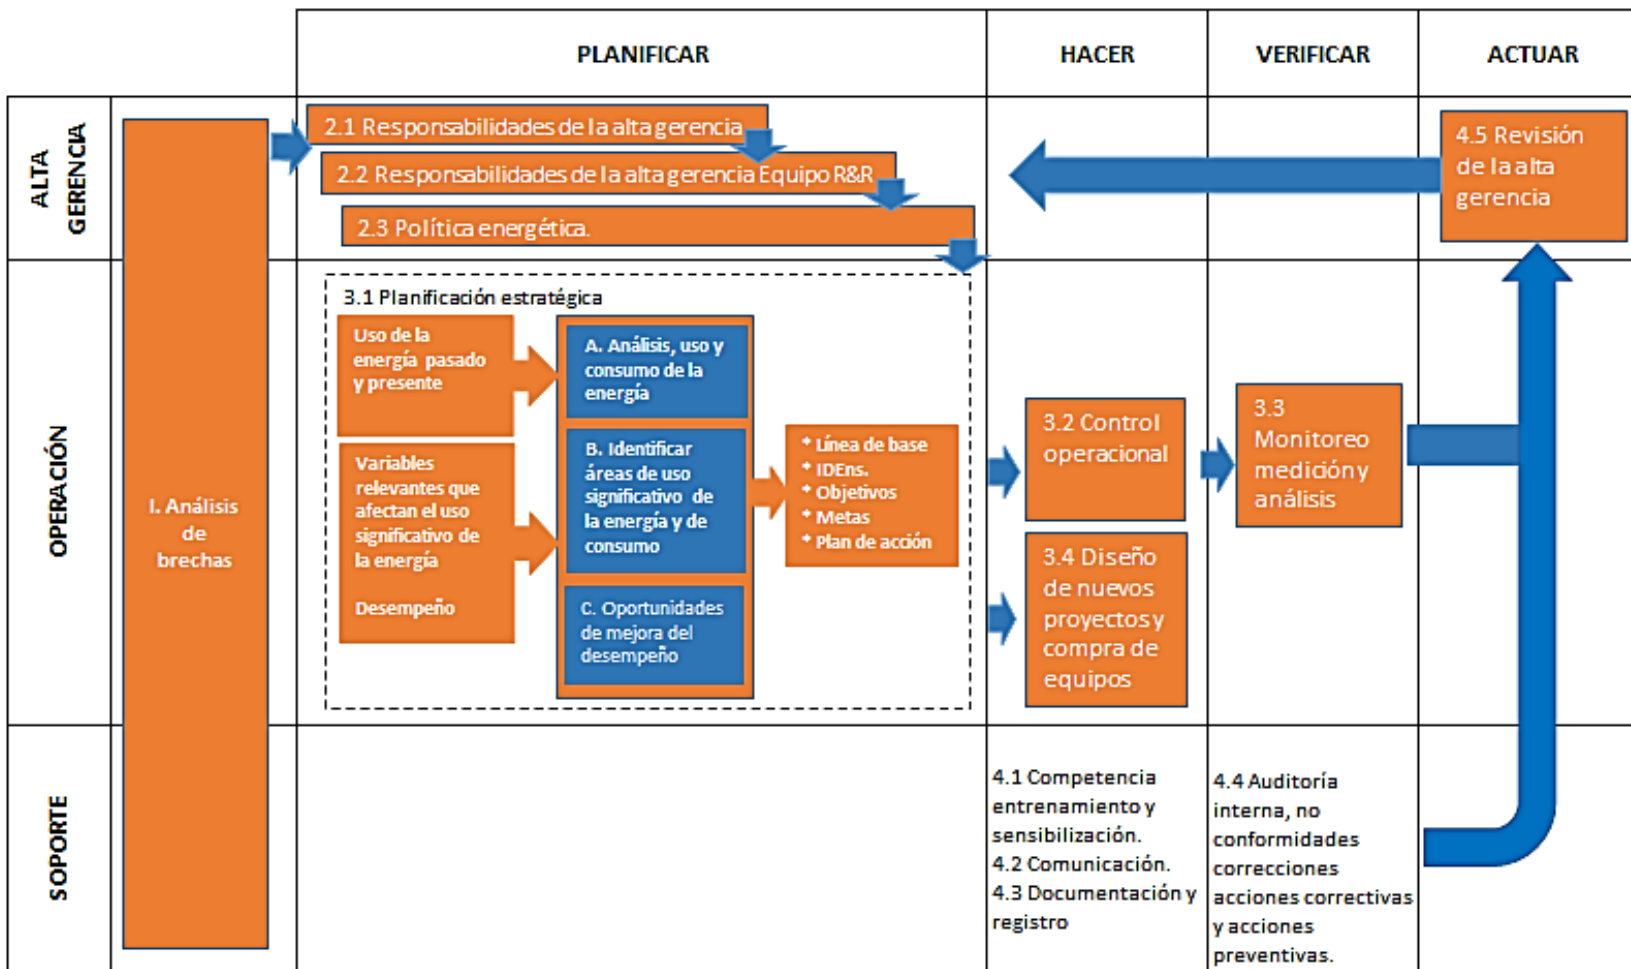 PLANIFICAR
HACER
VERIFICAR
ACTUAR
ALTA
GERENCIA
2.1 Responsabilidades de la alta gerencia
2.2 Responsabilidades de la alta gerencia Equipo R&R
2.3 Política energética.
4.5 Revisión
de la alta
gerencia
OPERACIÓN
I. Análisis
de
brechas
3.1 Planificación estratégica
Uso de la
energía pasado
y presente
Variables
relevantes que
afectan el uso
significativo de
la energía
Desempeño
A. Análisis, uso y
consumo de la
energía
B. Identificar
áreas de uso
significativo de
la energía y de
consumo
C. Oportunidades
de mejora del
desempeño
* Línea de base
* IDEns.
* Objetivos
* Metas
* Plan de acción
3.2 Control
operacional
3.4 Diseño
de nuevos
proyectos y
compra de
equipos
3.3
Monitoreo
medición y
análisis
SOPORTE
4.1 Competencia
entrenamiento y
sensibilización.
4.2 Comunicación.
4.3 Documentación y
registro
4.4 Auditoría
interna, no
conformidades
correcciones
acciones correctivas
y acciones
preventivas.